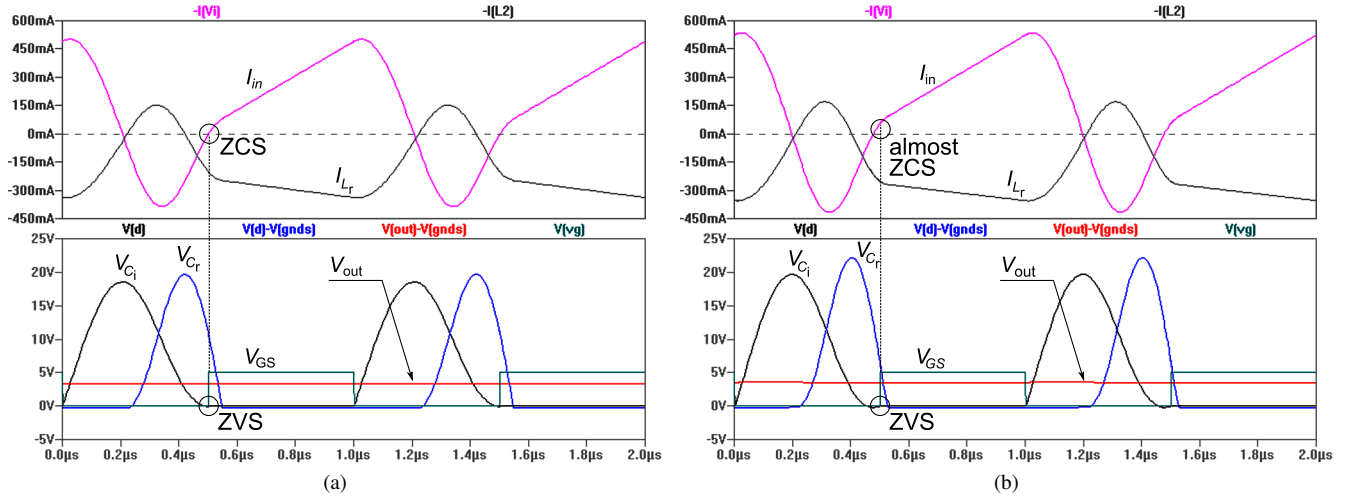 -I(Vi) -I(L2)
600mA
450mA
300mA
150mA
0mA
-150mA
-300mA
-450mA
I_in
ZCS
I_Lr
V(d) V(d)-V(gnds) V(out)-V(gnds) V(vg)
25V
20V
15V
10V
5V
0V
-5V
V_Ci V_Cr
V_out
V_GS
ZVS
0.0µs 0.2µs 0.4µs 0.6µs 0.8µs 1.0µs 1.2µs 1.4µs 1.6µs 1.8µs 2.0µs
(a)
-I(Vi) -I(L2)
600mA
450mA
300mA
150mA
0mA
-150mA
-300mA
-450mA
I_in
almost
ZCS
I_Lr
V(d) V(d)-V(gnds) V(out)-V(gnds) V(vg)
25V
20V
15V
10V
5V
0V
-5V
V_Ci V_Cr
V_out
V_GS
ZVS
0.0µs 0.2µs 0.4µs 0.6µs 0.8µs 1.0µs 1.2µs 1.4µs 1.6µs 1.8µs 2.0µs
(b)